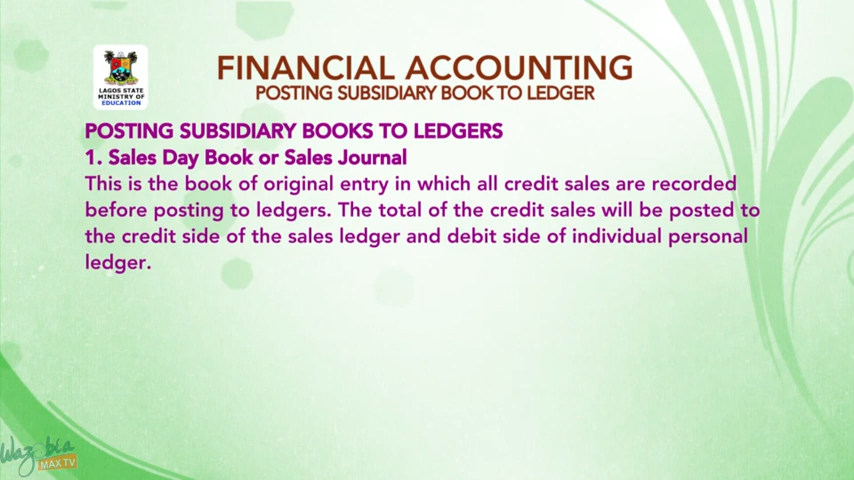 LAGOS STATE
MINISTRY OF
EDUCATION
FINANCIAL ACCOUNTING
POSTING SUBSIDIARY BOOK TO LEDGER
POSTING SUBSIDIARY BOOKS TO LEDGERS
1. Sales Day Book or Sales Journal
This is the book of original entry in which all credit sales are recorded
before posting to ledgers. The total of the credit sales will be posted to
the credit side of the sales ledger and debit side of individual personal
ledger.
Wazobia
MAX TV